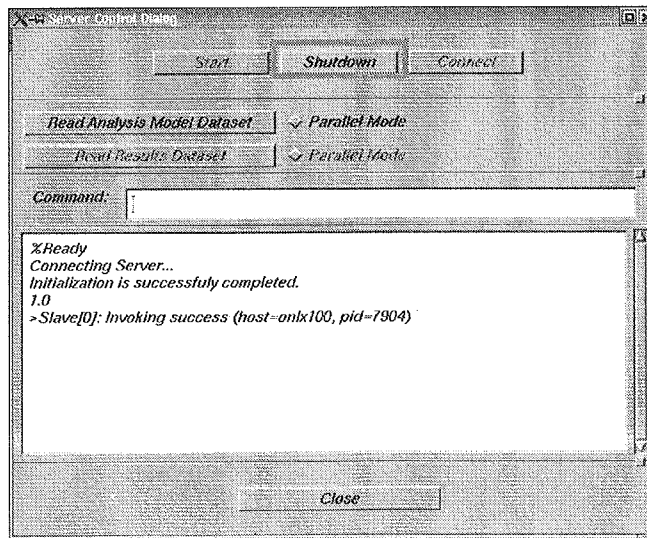 Server Control Dialog
Start Shutdown Connect
Read Analysis Model Dataset Parallel Mode
Read Results Dataset Parallel Mode
Command:
%Ready
Connecting Server...
Initialization is successfuly completed.
1.0
>Slave[0]: Invoking success (host=onlx100, pid=7904)
Close